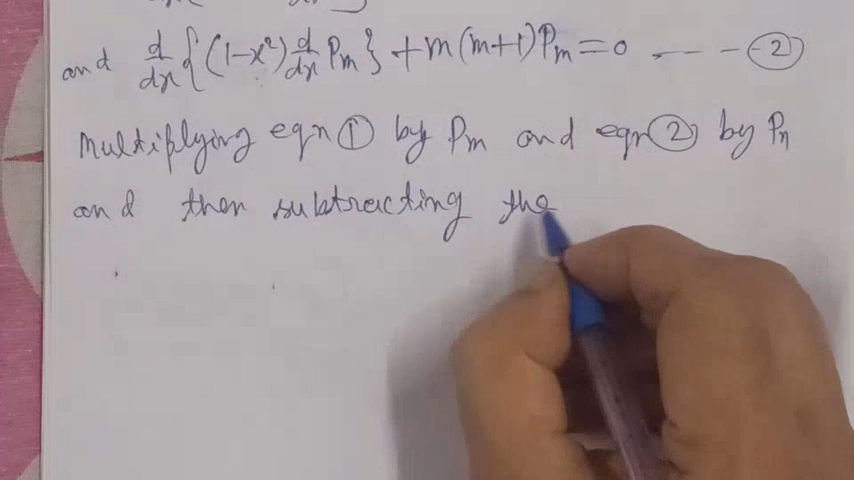 and d/dx {(1-x²) d/dx Pm} + m(m+1)Pm = 0 ---- (2)
Multiplying eqn (1) by Pm and eqn (2) by Pn
and then subtracting the